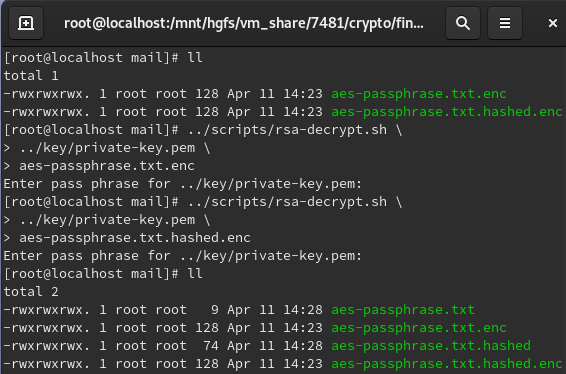 root@localhost:/mnt/hgfs/vm_share/7481/crypto/fin...
[root@localhost mail]# ll
total 1
-rwxrwxrwx. 1 root root 128 Apr 11 14:23 aes-passphrase.txt.enc
-rwxrwxrwx. 1 root root 128 Apr 11 14:23 aes-passphrase.txt.hashed.enc
[root@localhost mail]# ../scripts/rsa-decrypt.sh \
> ../key/private-key.pem \
> aes-passphrase.txt.enc
Enter pass phrase for ../key/private-key.pem:
[root@localhost mail]# ../scripts/rsa-decrypt.sh \
> ../key/private-key.pem \
> aes-passphrase.txt.hashed.enc
Enter pass phrase for ../key/private-key.pem:
[root@localhost mail]# ll
total 2
-rwxrwxrwx. 1 root root   9 Apr 11 14:28 aes-passphrase.txt
-rwxrwxrwx. 1 root root 128 Apr 11 14:23 aes-passphrase.txt.enc
-rwxrwxrwx. 1 root root  74 Apr 11 14:28 aes-passphrase.txt.hashed
-rwxrwxrwx. 1 root root 128 Apr 11 14:23 aes-passphrase.txt.hashed.enc